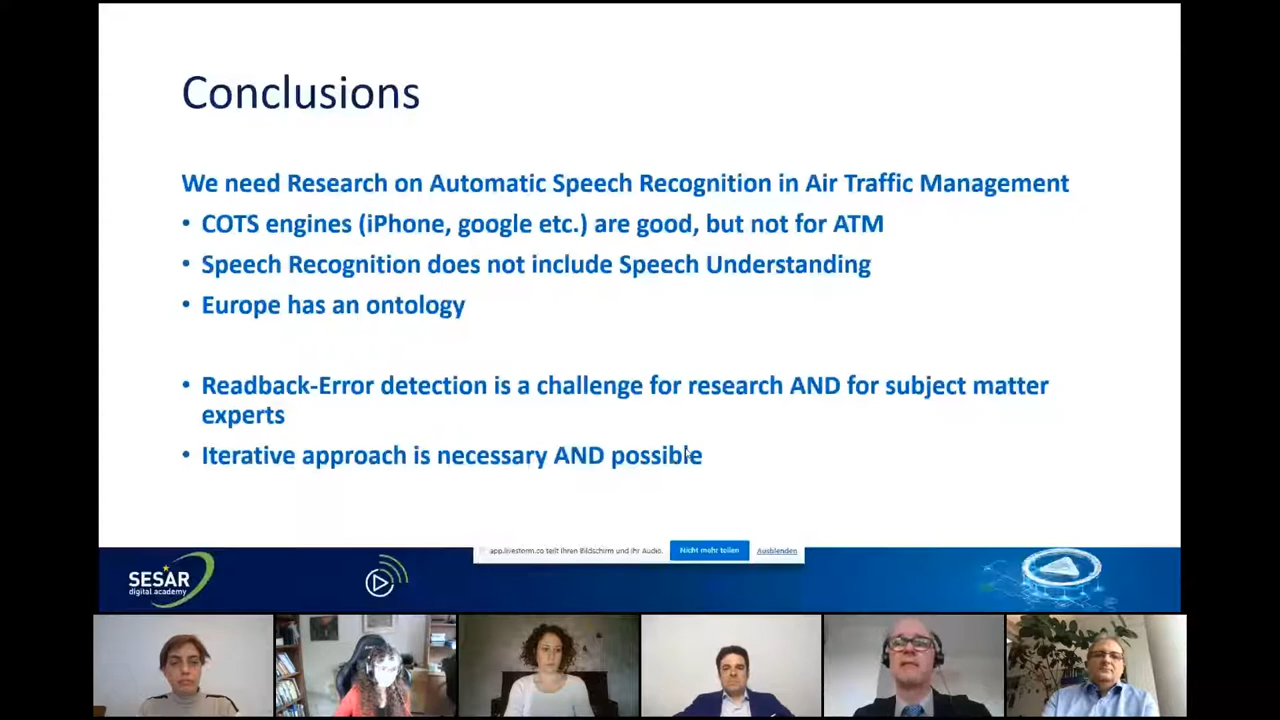 Conclusions
We need Research on Automatic Speech Recognition in Air Traffic Management
• COTS engines (iPhone, google etc.) are good, but not for ATM
• Speech Recognition does not include Speech Understanding
• Europe has an ontology
• Readback-Error detection is a challenge for research AND for subject matter
experts
• Iterative approach is necessary AND possible
app.livestorm.co teilt Ihren Bildschirm und Ihr Audio. Nicht mehr teilen Ausblenden
SESAR
digital academy